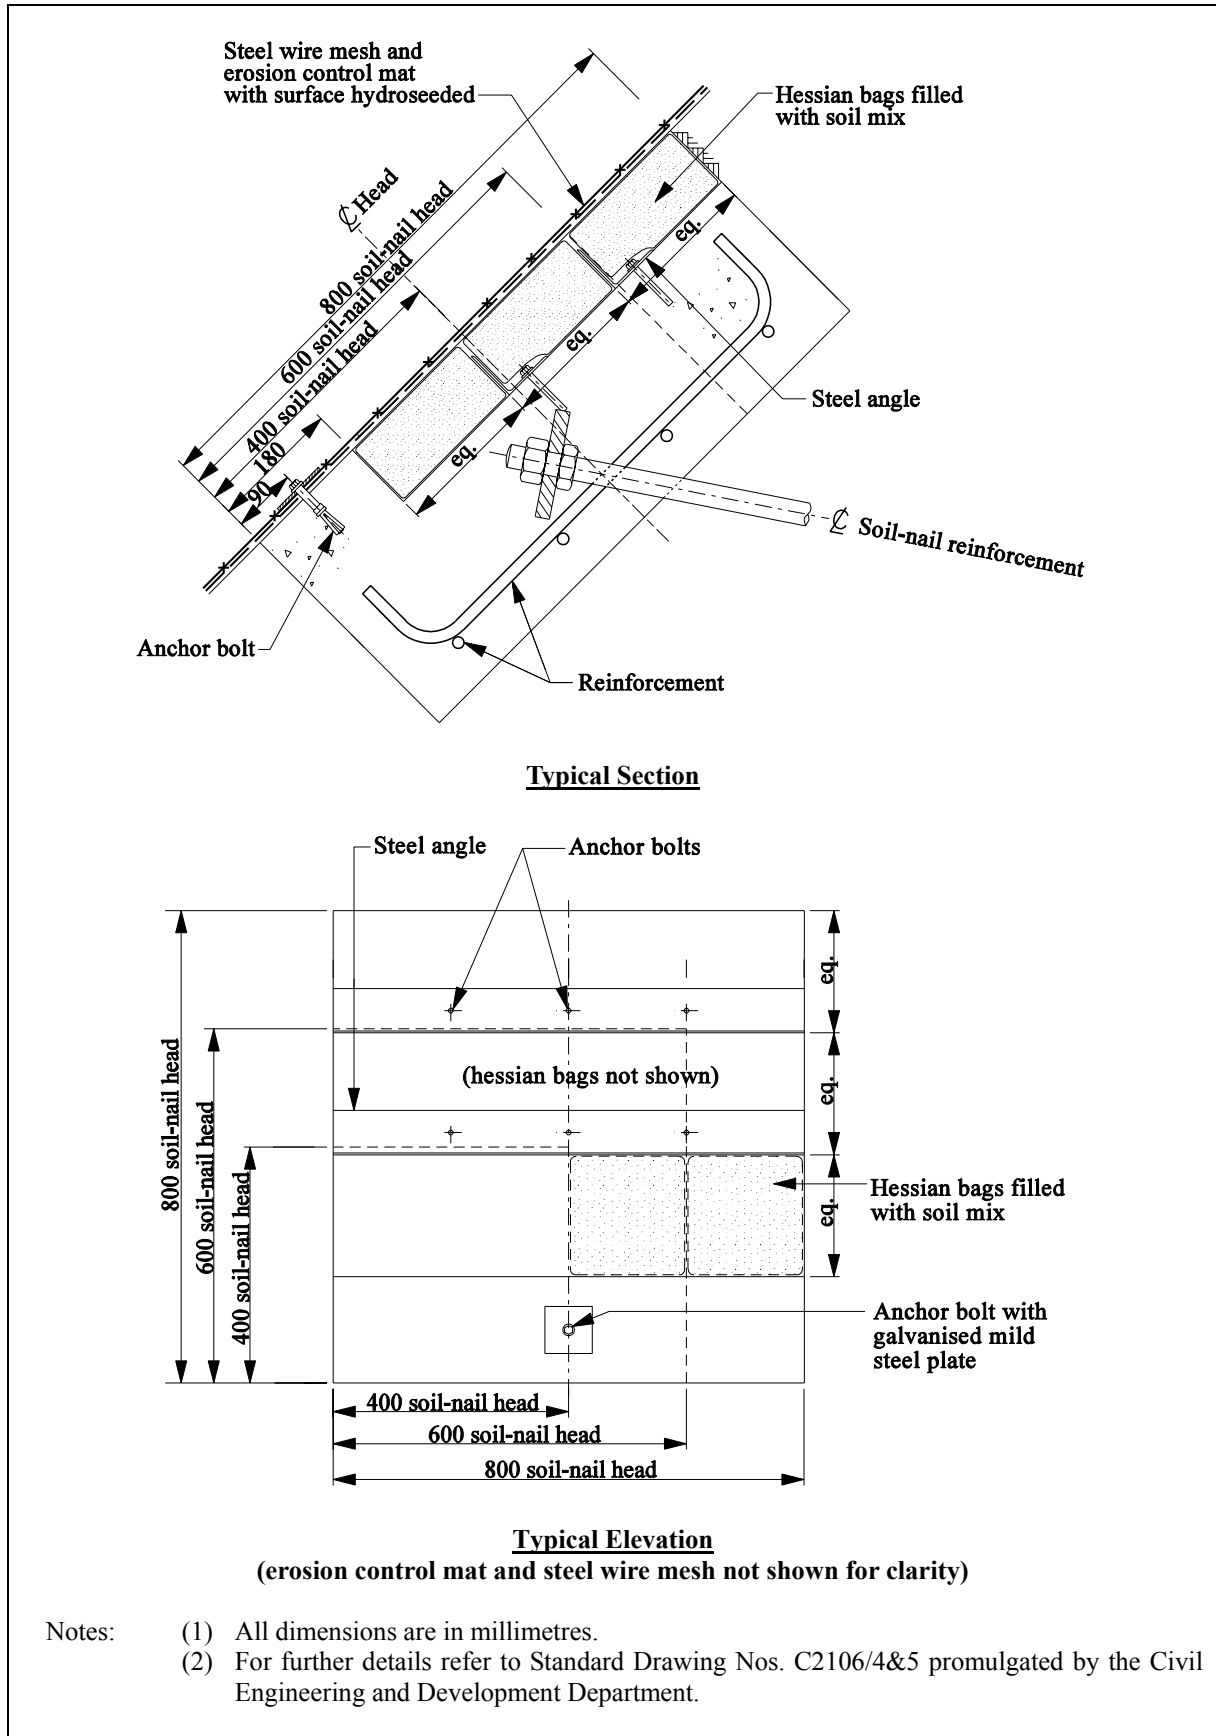 Steel wire mesh and
erosion control mat
with surface hydroseeded
Hessian bags filled
with soil mix
℄ Head
800 soil-nail head
600 soil-nail head
400 soil-nail head
180
90
eq.
eq.
eq.
Steel angle
℄ Soil-nail reinforcement
Anchor bolt
Reinforcement
Typical Section
Steel angle
Anchor bolts
800 soil-nail head
600 soil-nail head
400 soil-nail head
eq.
eq.
eq.
(hessian bags not shown)
Hessian bags filled
with soil mix
Anchor bolt with
galvanised mild
steel plate
400 soil-nail head
600 soil-nail head
800 soil-nail head
Typical Elevation
(erosion control mat and steel wire mesh not shown for clarity)
Notes: (1) All dimensions are in millimetres.
(2) For further details refer to Standard Drawing Nos. C2106/4&5 promulgated by the Civil
Engineering and Development Department.